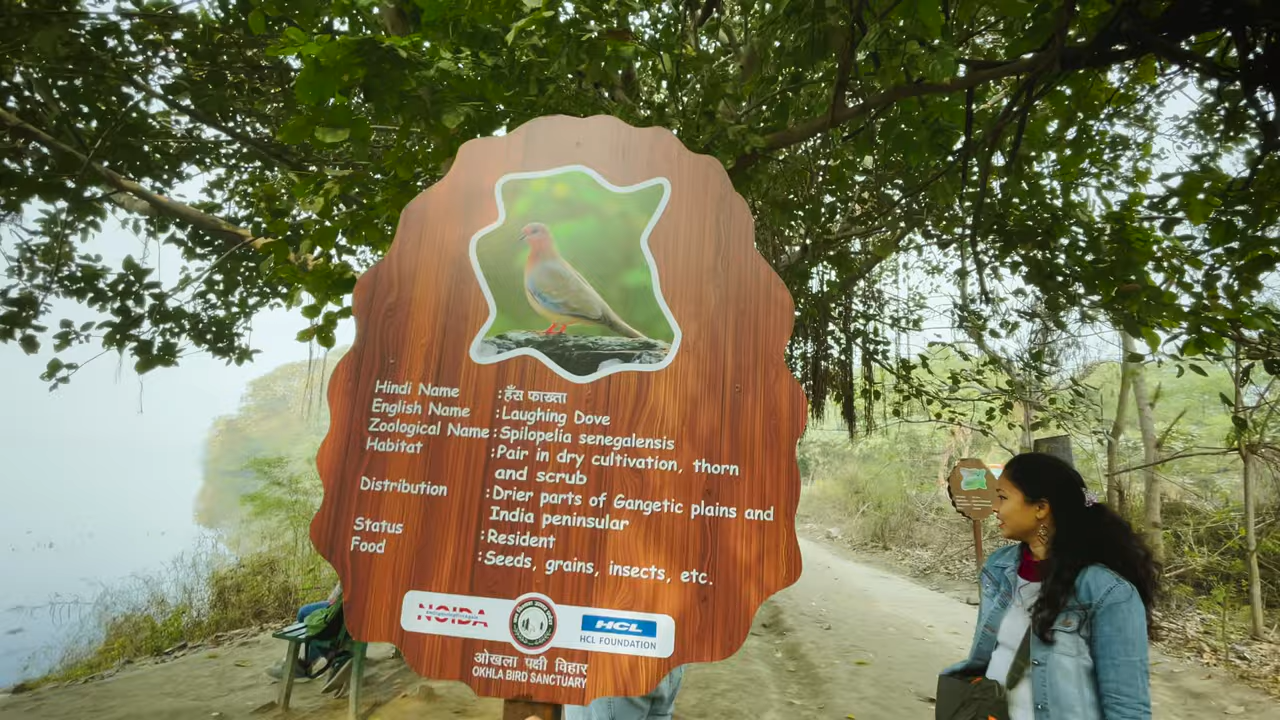 Hindi Name : हँस फाख्ता
English Name : Laughing Dove
Zoological Name : Spilopelia senegalensis
Habitat : Pair in dry cultivation, thorn
and scrub
Distribution : Drier parts of Gangetic plains and
India peninsular
Status : Resident
Food : Seeds, grains, insects, etc.
NOIDA
HCL
HCL FOUNDATION
ओखला पक्षी विहार
OKHLA BIRD SANCTUARY